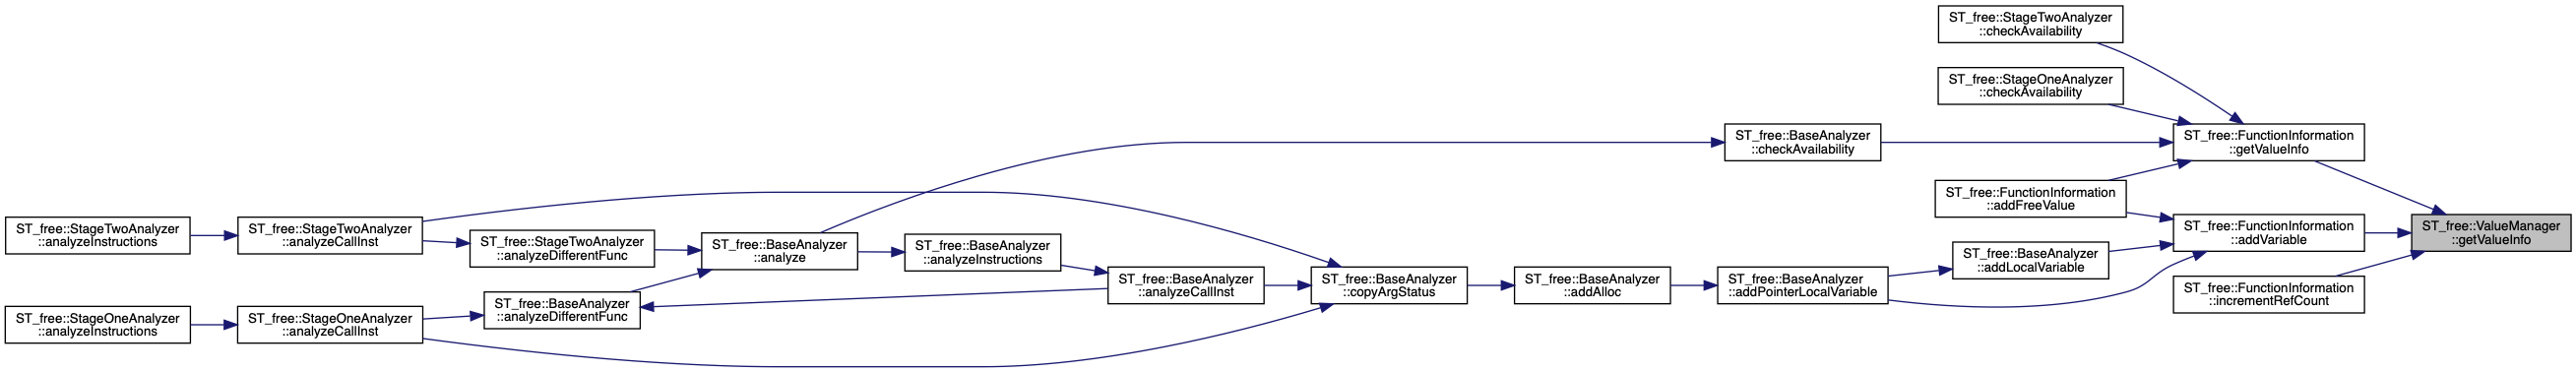 ST_free::StageTwoAnalyzer
::checkAvailability
ST_free::StageOneAnalyzer
::checkAvailability
ST_free::BaseAnalyzer
::checkAvailability
ST_free::FunctionInformation
::getValueInfo
ST_free::FunctionInformation
::addFreeValue
ST_free::StageTwoAnalyzer
::analyzeInstructions
ST_free::StageTwoAnalyzer
::analyzeCallInst
ST_free::StageTwoAnalyzer
::analyzeDifferentFunc
ST_free::BaseAnalyzer
::analyze
ST_free::BaseAnalyzer
::analyzeInstructions
ST_free::BaseAnalyzer
::addLocalVariable
ST_free::FunctionInformation
::addVariable
ST_free::ValueManager
::getValueInfo
ST_free::StageOneAnalyzer
::analyzeInstructions
ST_free::StageOneAnalyzer
::analyzeCallInst
ST_free::BaseAnalyzer
::analyzeDifferentFunc
ST_free::BaseAnalyzer
::analyzeCallInst
ST_free::BaseAnalyzer
::copyArgStatus
ST_free::BaseAnalyzer
::addAlloc
ST_free::BaseAnalyzer
::addPointerLocalVariable
ST_free::FunctionInformation
::incrementRefCount